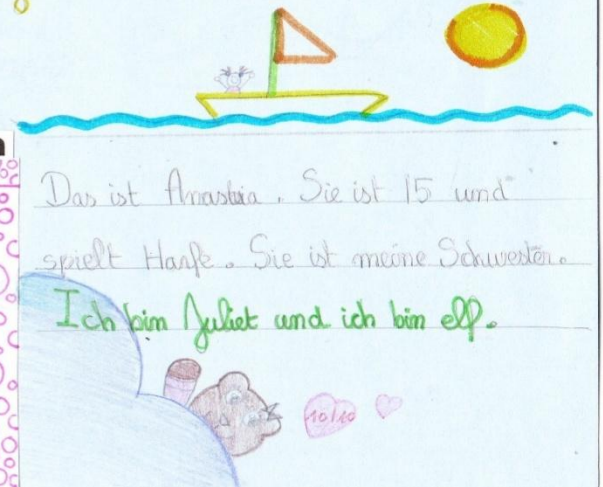 Das ist Anastsia. Sie ist 15 und
spielt Harfe. Sie ist meine Schwester.
Ich bin Juliet und ich bin elf.
10/10